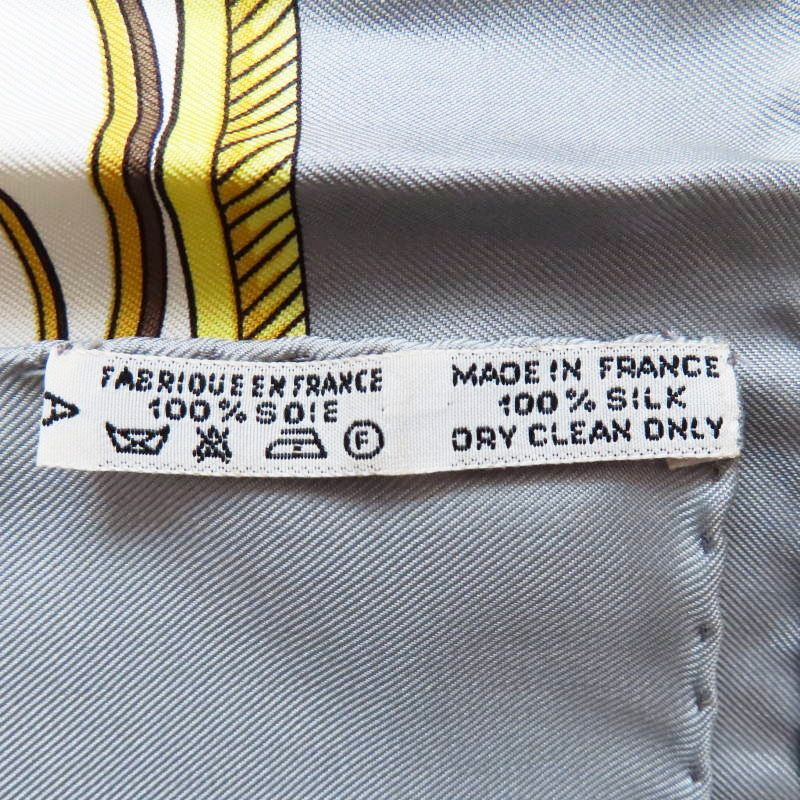 FABRIQUE EN FRANCE
100% SOIE
A
F
MADE IN FRANCE
100% SILK
DRY CLEAN ONLY